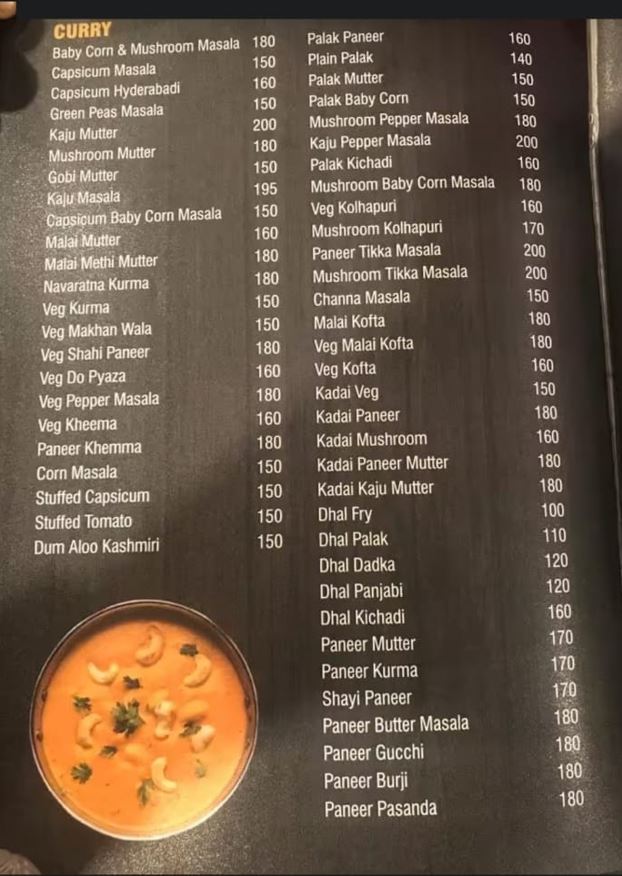 CURRY
Baby Corn & Mushroom Masala 180
Capsicum Masala 150
Capsicum Hyderabadi 160
Green Peas Masala 150
Kaju Mutter 200
Mushroom Mutter 180
Gobi Mutter 150
Kaju Masala 195
Capsicum Baby Corn Masala 150
Malai Mutter 160
Malai Methi Mutter 180
Navaratna Kurma 180
Veg Kurma 150
Veg Makhan Wala 150
Veg Shahi Paneer 180
Veg Do Pyaza 160
Veg Pepper Masala 180
Veg Kheema 160
Paneer Khemma 180
Corn Masala 150
Stuffed Capsicum 150
Stuffed Tomato 150
Dum Aloo Kashmiri 150
Palak Paneer 160
Plain Palak 140
Palak Mutter 150
Palak Baby Corn 150
Mushroom Pepper Masala 180
Kaju Pepper Masala 200
Palak Kichadi 160
Mushroom Baby Corn Masala 180
Veg Kolhapuri 160
Mushroom Kolhapuri 170
Paneer Tikka Masala 200
Mushroom Tikka Masala 200
Channa Masala 150
Malai Kofta 180
Veg Malai Kofta 180
Veg Kofta 160
Kadai Veg 150
Kadai Paneer 180
Kadai Mushroom 160
Kadai Paneer Mutter 180
Kadai Kaju Mutter 180
Dhal Fry 100
Dhal Palak 110
Dhal Dadka 120
Dhal Panjabi 120
Dhal Kichadi 160
Paneer Mutter 170
Paneer Kurma 170
Shayi Paneer 170
Paneer Butter Masala 180
Paneer Gucchi 180
Paneer Burji 180
Paneer Pasanda 180